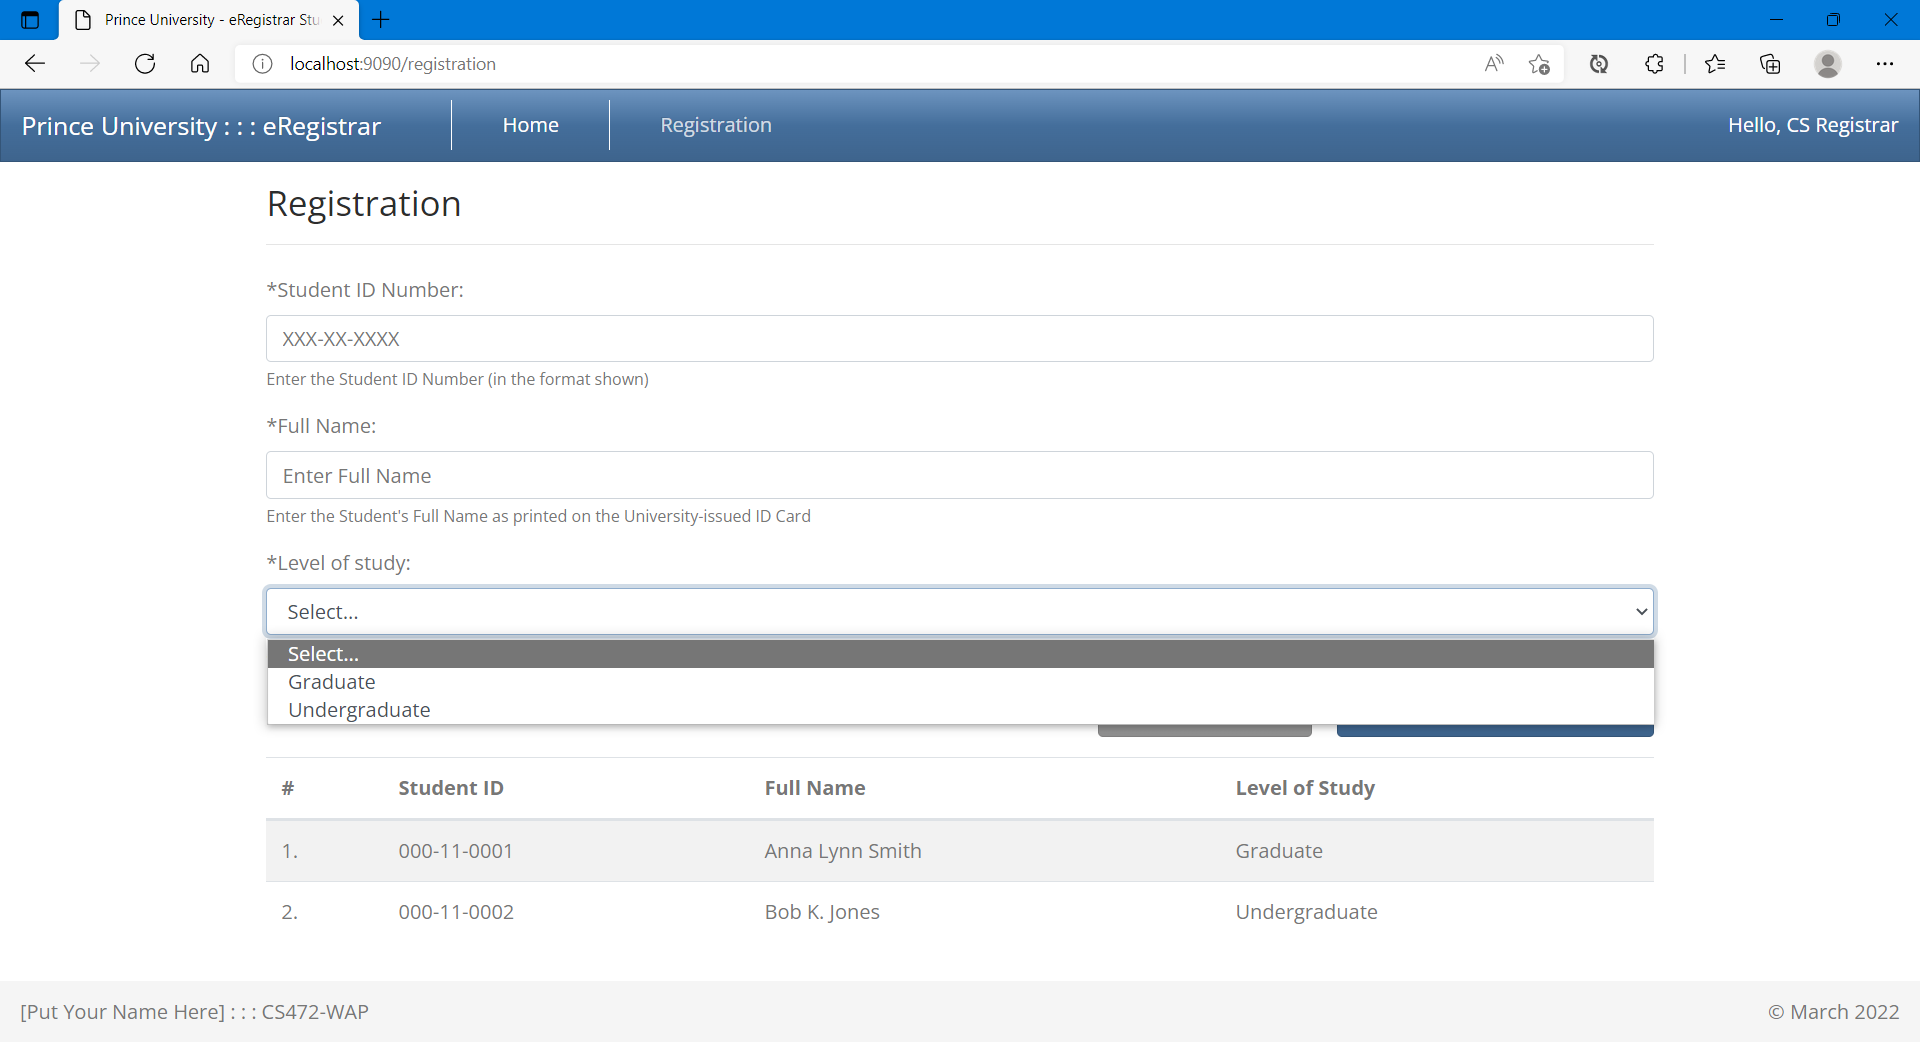 Prince University - eRegistrar Stu
localhost:9090/registration
Prince University : : : eRegistrar
Home
Registration
Hello, CS Registrar
Registration
*Student ID Number:
XXX-XX-XXXX
Enter the Student ID Number (in the format shown)
*Full Name:
Enter Full Name
Enter the Student's Full Name as printed on the University-issued ID Card
*Level of study:
Select...
Select...
Graduate
Undergraduate
# Student ID Full Name Level of Study
1. 000-11-0001 Anna Lynn Smith Graduate
2. 000-11-0002 Bob K. Jones Undergraduate
[Put Your Name Here] : : : CS472-WAP
© March 2022